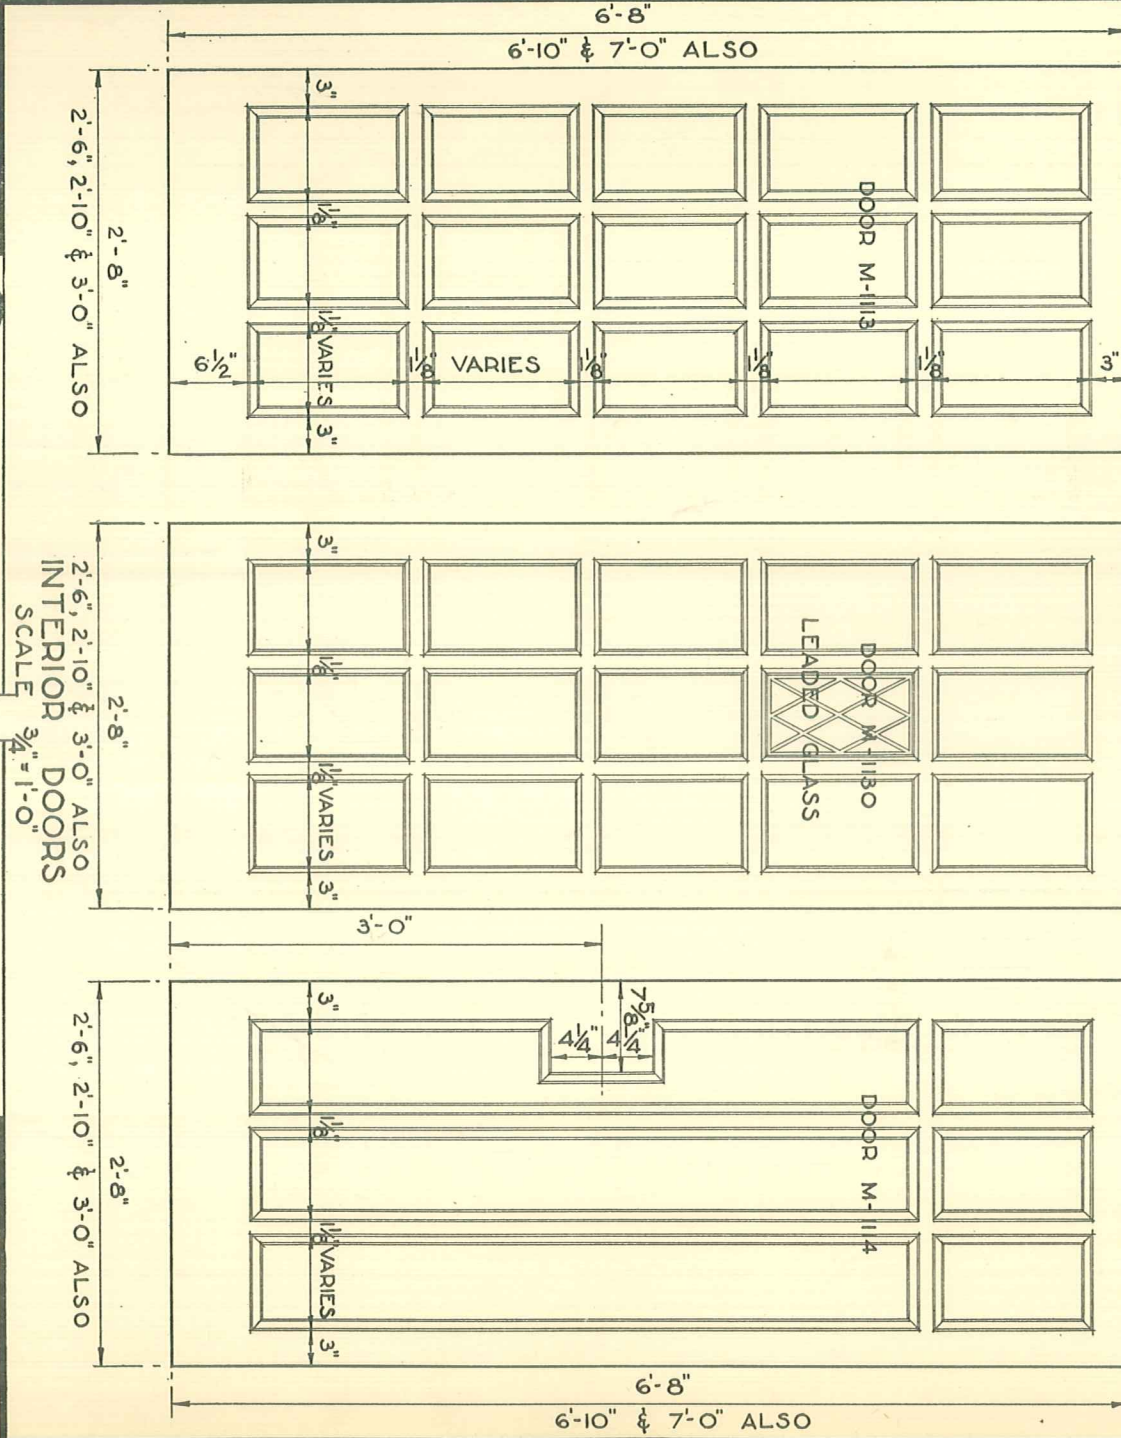 6'-8"
6'-10" & 7'-0" ALSO
3"
1 1/8"
1 1/8" VARIES
3"
6 1/2"
1 1/8"
VARIES
1 1/8"
1 1/8"
1 1/8"
3"
DOOR M-1113
2'-8"
2'-6", 2'-10" & 3'-0" ALSO
3"
1 1/8"
1 1/8" VARIES
3"
DOOR M-1130
LEADED GLASS
2'-8"
2'-6", 2'-10" & 3'-0" ALSO
INTERIOR DOORS
SCALE 3/4" = 1'-0"
3'-0"
3"
7 5/8"
4 1/4"
4 1/4"
1 1/8"
1 1/8" VARIES
3"
DOOR M-1114
2'-8"
2'-6", 2'-10" & 3'-0" ALSO
6'-8"
6'-10" & 7'-0" ALSO